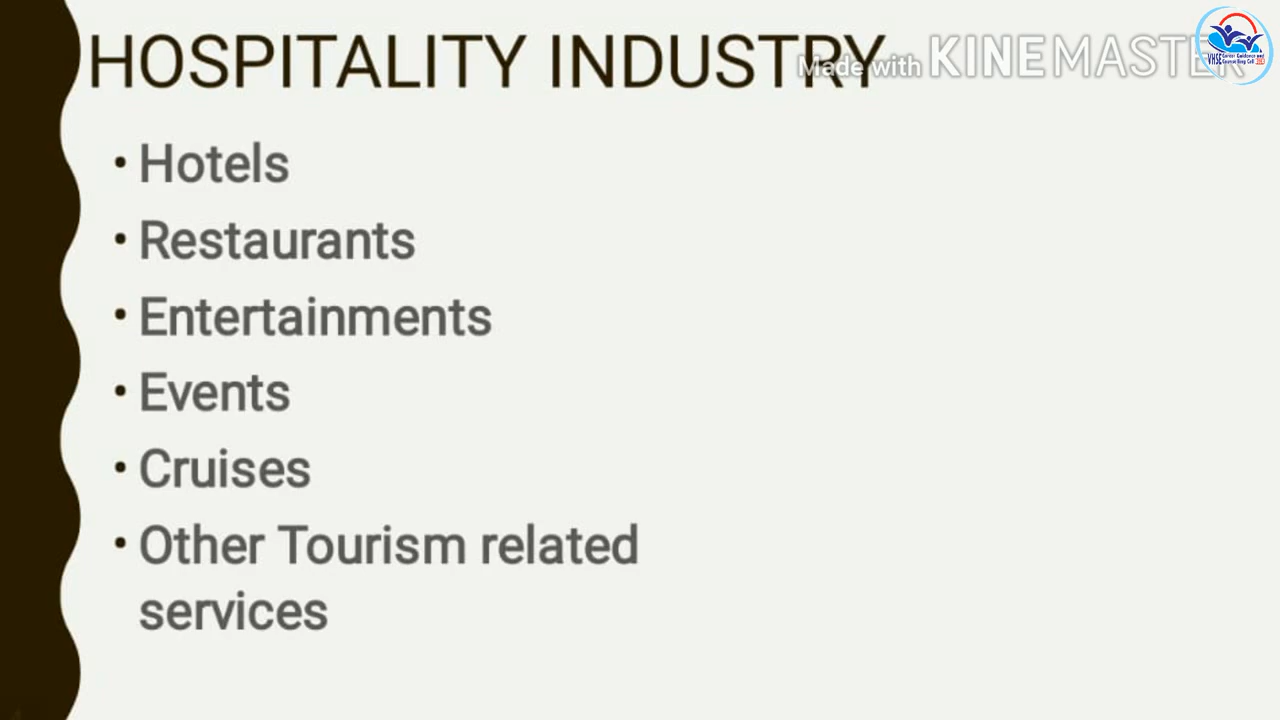 HOSPITALITY INDUSTRY
Made with KINEMASTER
• Hotels
• Restaurants
• Entertainments
• Events
• Cruises
• Other Tourism related
services